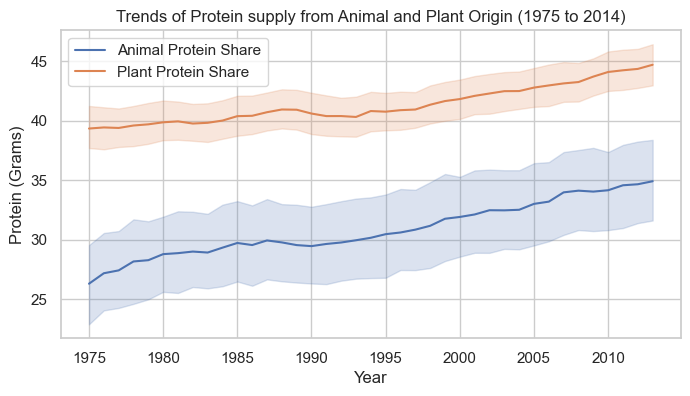 Trends of Protein supply from Animal and Plant Origin (1975 to 2014)
Animal Protein Share
Plant Protein Share
Protein (Grams)
45
40
35
30
25
1975 1980 1985 1990 1995 2000 2005 2010
Year